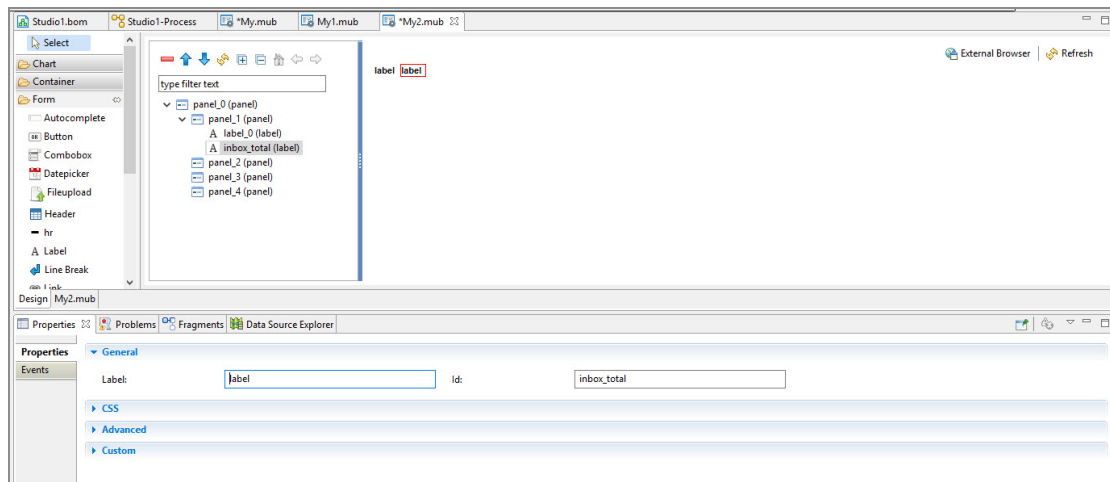 Studio1.bom Studio1-Process *My.mub My1.mub *My2.mub
Select
Chart
Container
Form
Autocomplete
Button
Combobox
Datepicker
Fileupload
Header
hr
A Label
Line Break
Link
type filter text
panel_0 (panel)
panel_1 (panel)
A label_0 (label)
A inbox_total (label)
panel_2 (panel)
panel_3 (panel)
panel_4 (panel)
label label
External Browser Refresh
Design My2.mub
Properties Problems Fragments Data Source Explorer
Properties
Events
General
Label: label Id: inbox_total
CSS
Advanced
Custom